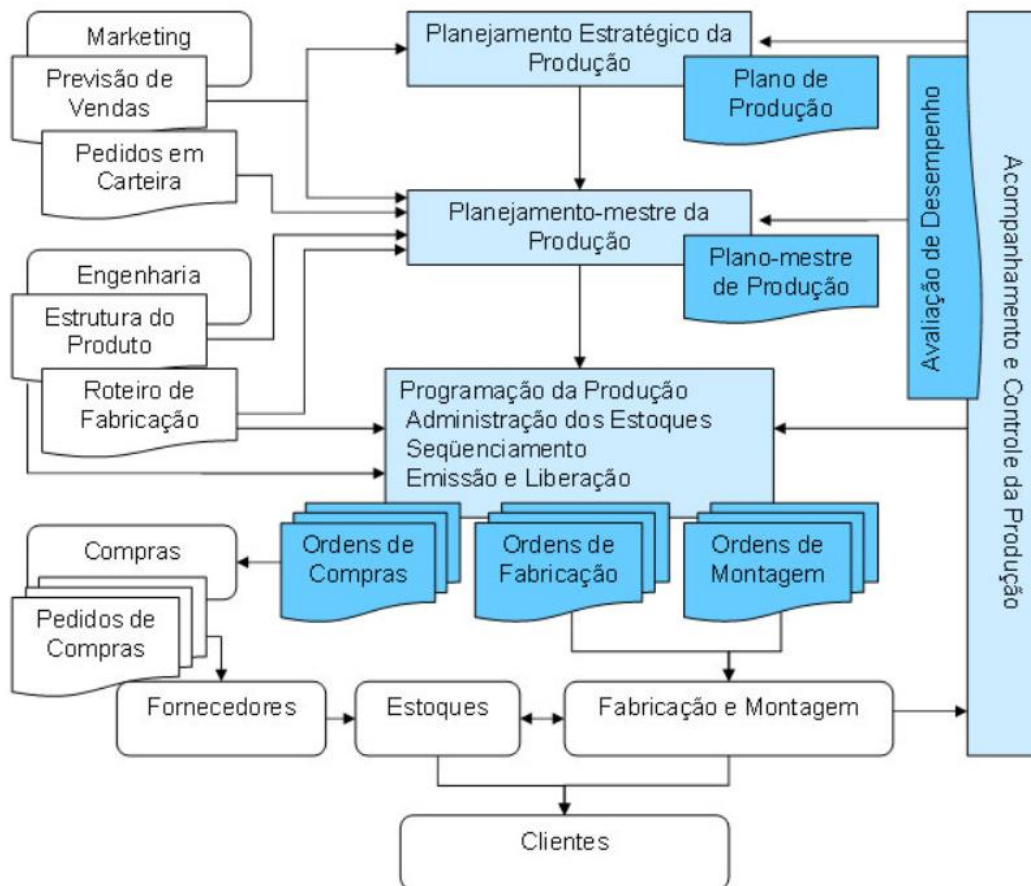 Marketing
Previsão de
Vendas
Pedidos em
Carteira
Planejamento Estratégico da
Produção
Plano de
Produção
Planejamento-mestre da
Produção
Plano-mestre
de Produção
Avaliação de Desempenho
Acompanhamento e Controle da Produção
Engenharia
Estrutura do
Produto
Roteiro de
Fabricação
Programação da Produção
Administração dos Estoques
Seqüenciamento
Emissão e Liberação
Ordens de
Compras
Ordens de
Fabricação
Ordens de
Montagem
Compras
Pedidos de
Compras
Fornecedores
Estoques
Fabricação e Montagem
Clientes